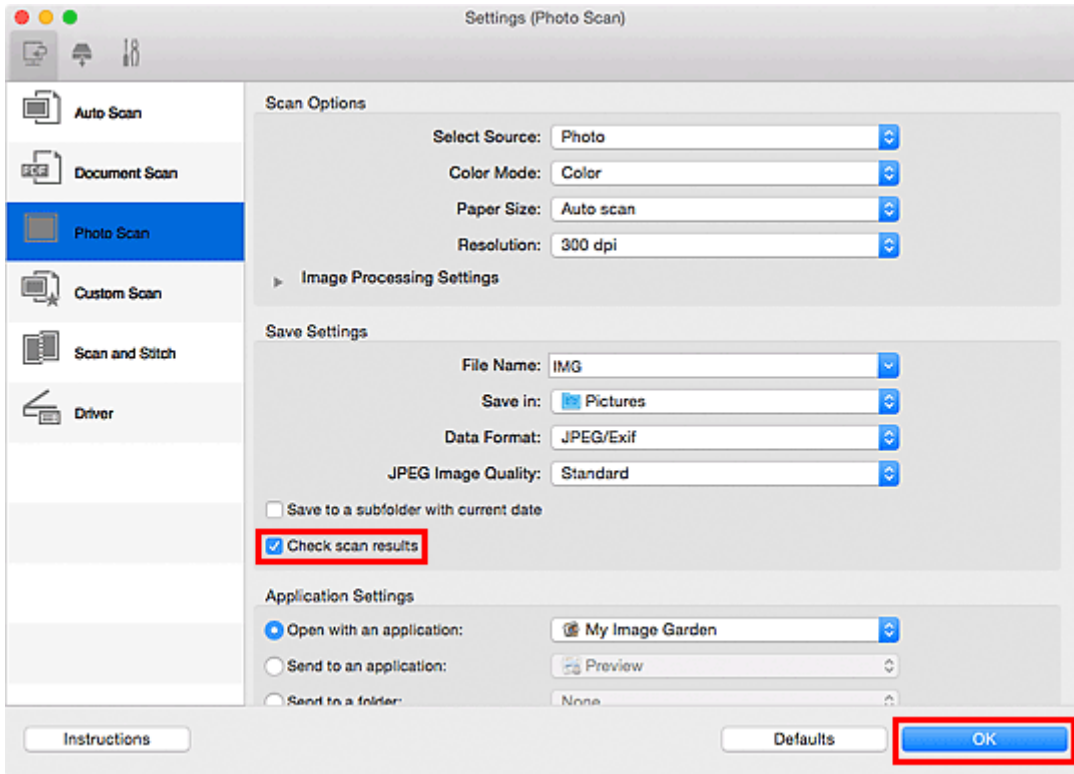 Settings (Photo Scan)
Auto Scan
Document Scan
Photo Scan
Custom Scan
Scan and Stitch
Driver
Scan Options
Select Source: Photo
Color Mode: Color
Paper Size: Auto scan
Resolution: 300 dpi
Image Processing Settings
Save Settings
File Name: IMG
Save in: Pictures
Data Format: JPEG/Exif
JPEG Image Quality: Standard
Save to a subfolder with current date
Check scan results
Application Settings
Open with an application: My Image Garden
Send to an application: Preview
Send to a folder: None
Instructions
Defaults
OK